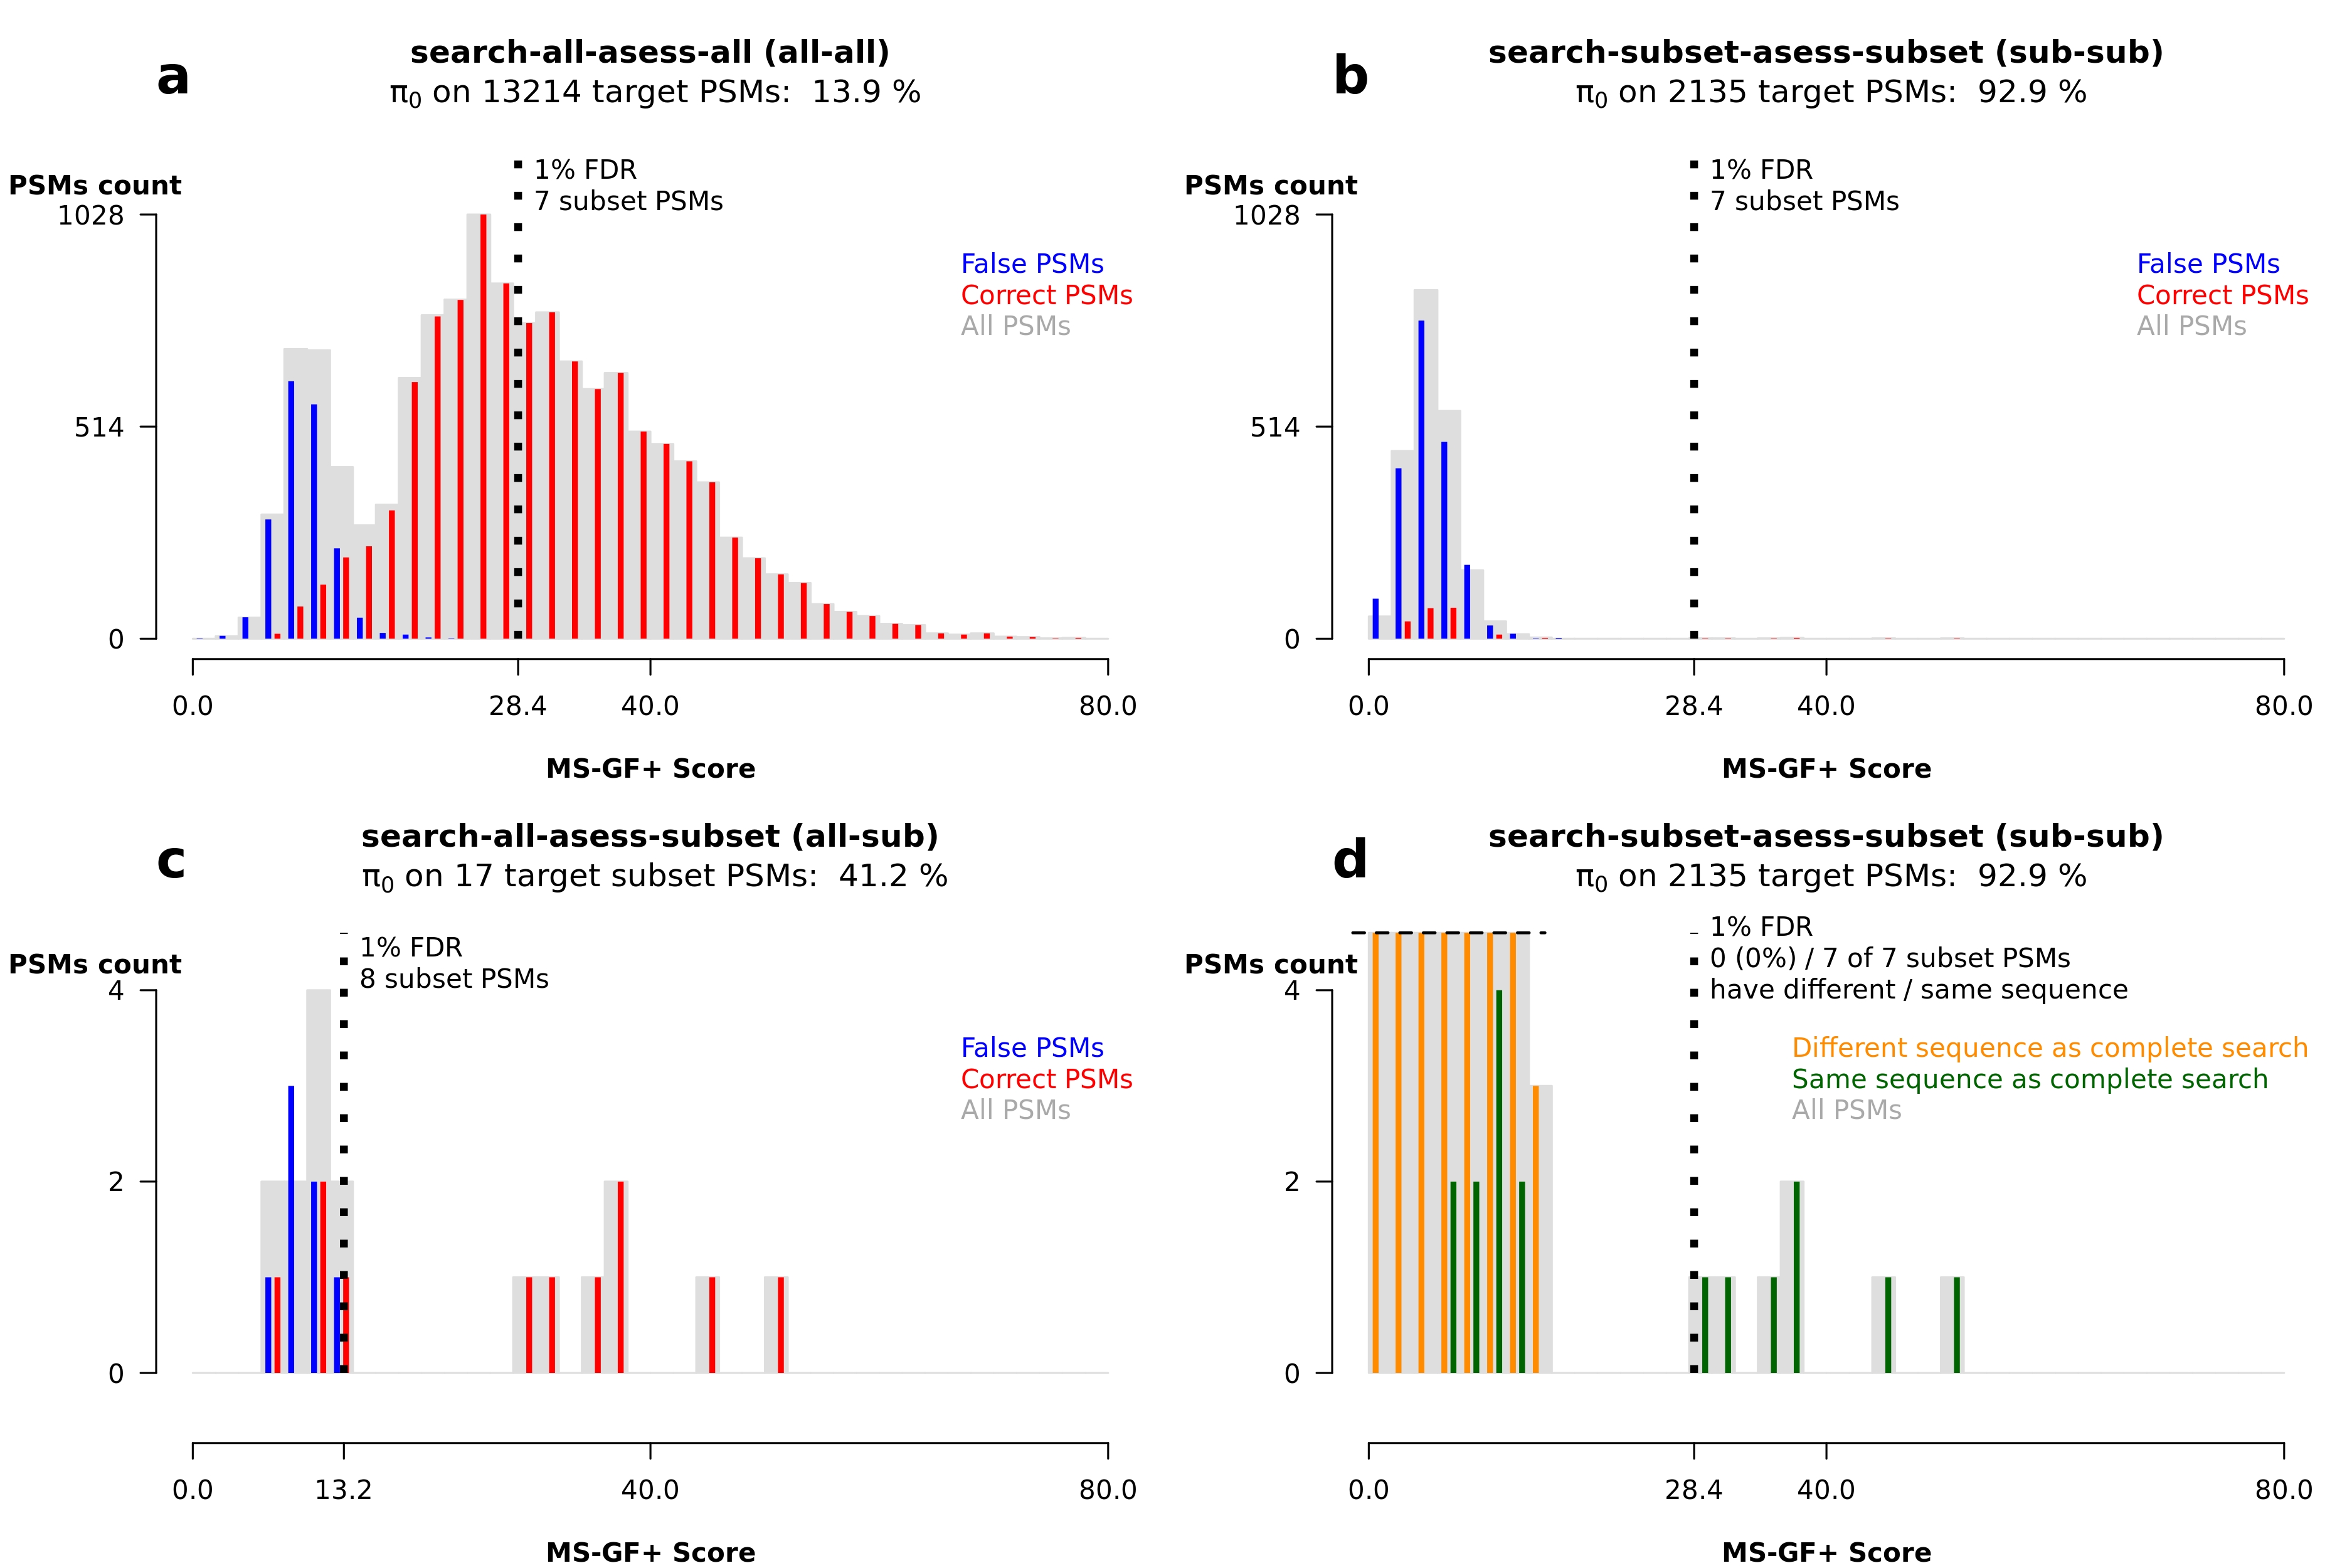 a
search-all-asess-all (all-all)
π0 on 13214 target PSMs: 13.9 %
PSMs count
1028
514
0
1% FDR
7 subset PSMs
False PSMs
Correct PSMs
All PSMs
0.0
28.4
40.0
80.0
MS-GF+ Score
b
search-subset-asess-subset (sub-sub)
π0 on 2135 target PSMs: 92.9 %
PSMs count
1028
514
0
1% FDR
7 subset PSMs
False PSMs
Correct PSMs
All PSMs
0.0
28.4
40.0
80.0
MS-GF+ Score
c
search-all-asess-subset (all-sub)
π0 on 17 target subset PSMs: 41.2 %
PSMs count
4
2
0
1% FDR
8 subset PSMs
False PSMs
Correct PSMs
All PSMs
0.0
13.2
40.0
80.0
MS-GF+ Score
d
search-subset-asess-subset (sub-sub)
π0 on 2135 target PSMs: 92.9 %
PSMs count
4
2
0
1% FDR
0 (0%) / 7 of 7 subset PSMs
have different / same sequence
Different sequence as complete search
Same sequence as complete search
All PSMs
0.0
28.4
40.0
80.0
MS-GF+ Score